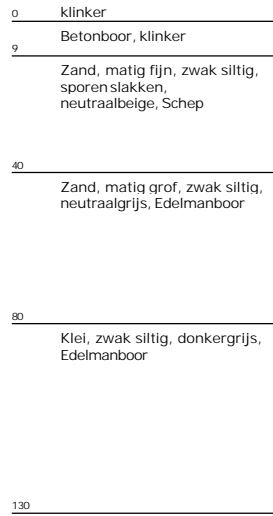 0 klinker
Betonboor, klinker
9
Zand, matig fijn, zwak siltig,
sporen slakken,
neutraalbeige, Schep
40
Zand, matig grof, zwak siltig,
neutraalgrijs, Edelmanboor
80
Klei, zwak siltig, donkergrijs,
Edelmanboor
130